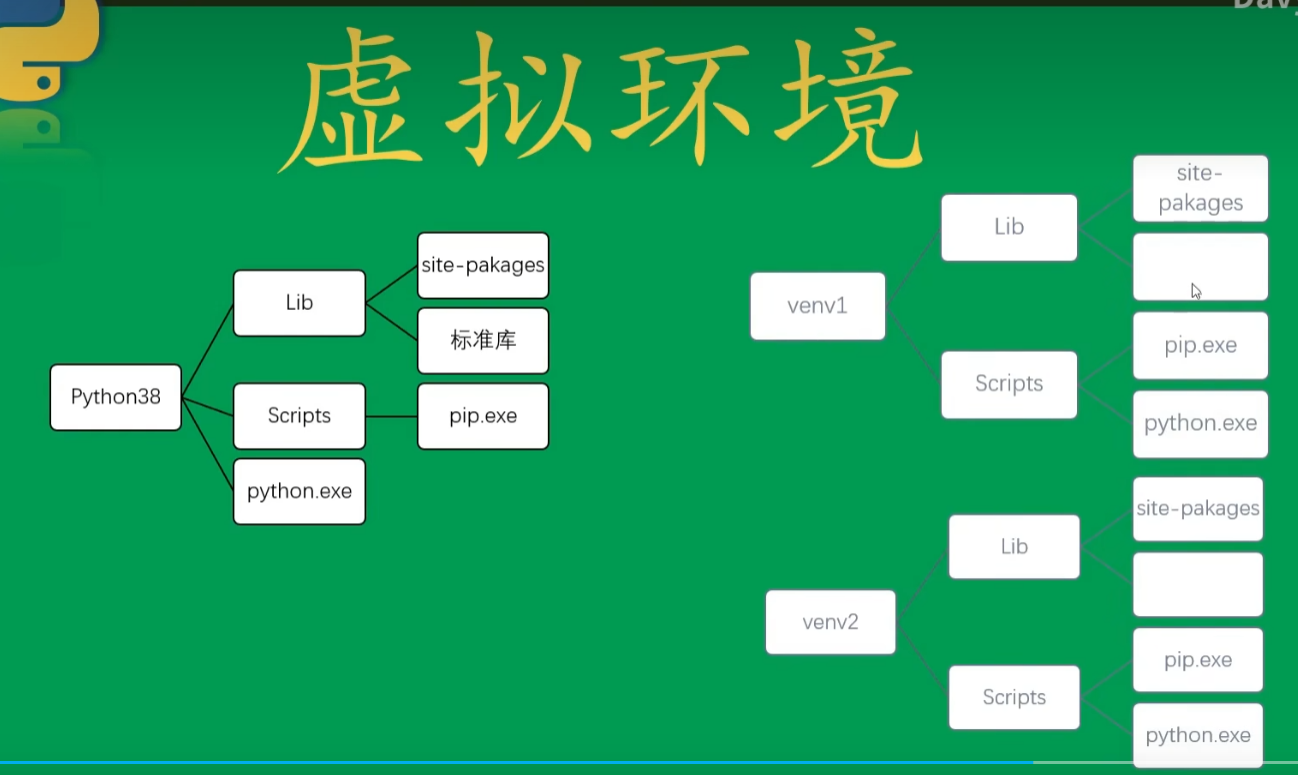 虚拟环境
Python38
Lib
site-pakages
标准库
Scripts
pip.exe
python.exe
venv1
Lib
site-
pakages
Scripts
pip.exe
python.exe
venv2
Lib
site-pakages
Scripts
pip.exe
python.exe